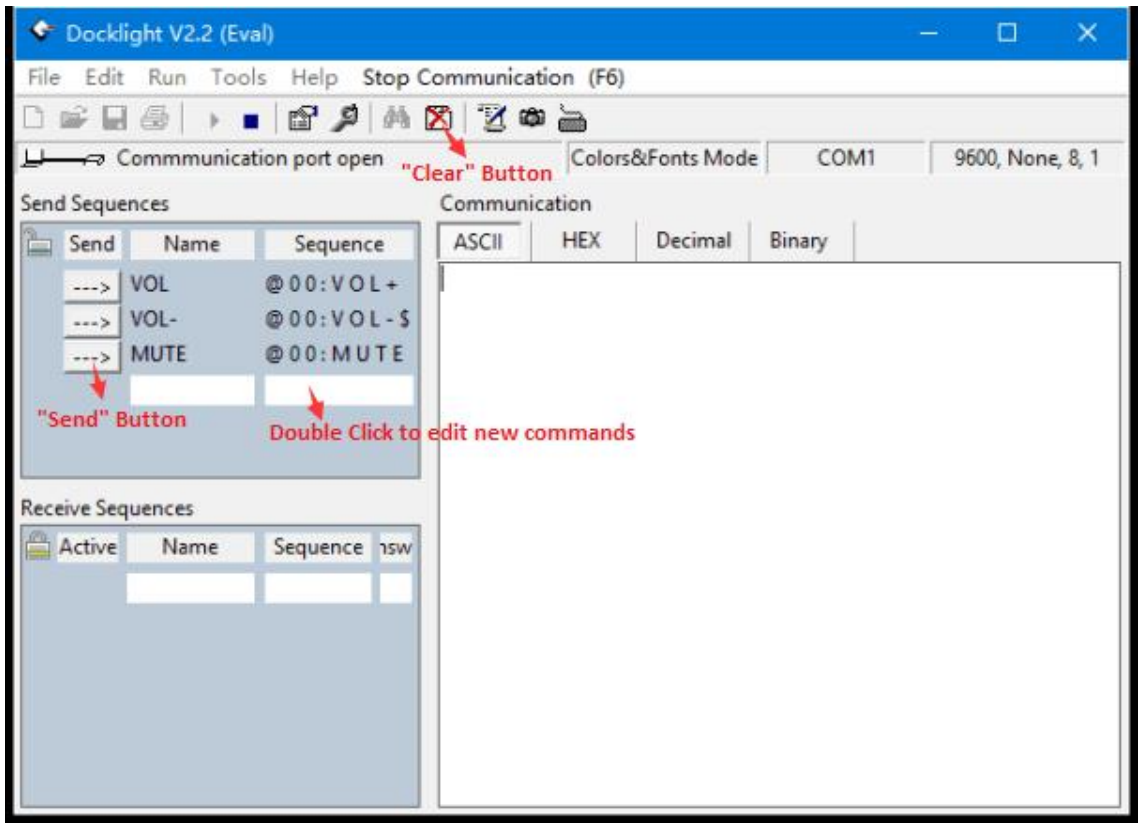 Docklight V2.2 (Eval)
File Edit Run Tools Help Stop Communication (F6)
Commmunication port open
Colors&Fonts Mode
COM1
9600, None, 8, 1
"Clear" Button
Send Sequences
Send Name Sequence
---> VOL @00:VOL+
---> VOL- @00:VOL-$
---> MUTE @00:MUTE
"Send" Button
Double Click to edit new commands
Receive Sequences
Active Name Sequence nsw
Communication
ASCII HEX Decimal Binary